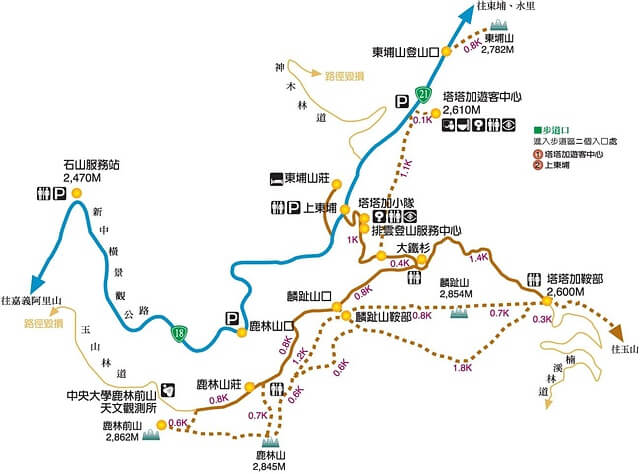 往東埔、水里
東埔山
2,782M
0.8K
東埔山登山口
路徑毀損
神木林道
21
P
塔塔加遊客中心
2,610M
0.1K
■步道口
進入步道區二個入口處
①塔塔加遊客中心
②上東埔
1.1K
石山服務站
2,470M
P
東埔山莊
P
上東埔
塔塔加小隊
排雲登山服務中心
1K
大鐵杉
0.4K
1.4K
新中橫景觀公路
往嘉義阿里山
路徑毀損
玉山林道
18
P
鹿林山口
麟趾山口
0.8K
麟趾山鞍部
0.8K
麟趾山
2,854M
0.7K
塔塔加鞍部
2,600M
0.3K
往玉山
楠溪林道
0.8K
1.2K
0.6K
0.6K
1.8K
鹿林山莊
0.8K
0.7K
中央大學鹿林前山
天文觀測所
鹿林前山
2,862M
0.6K
鹿林山
2,845M